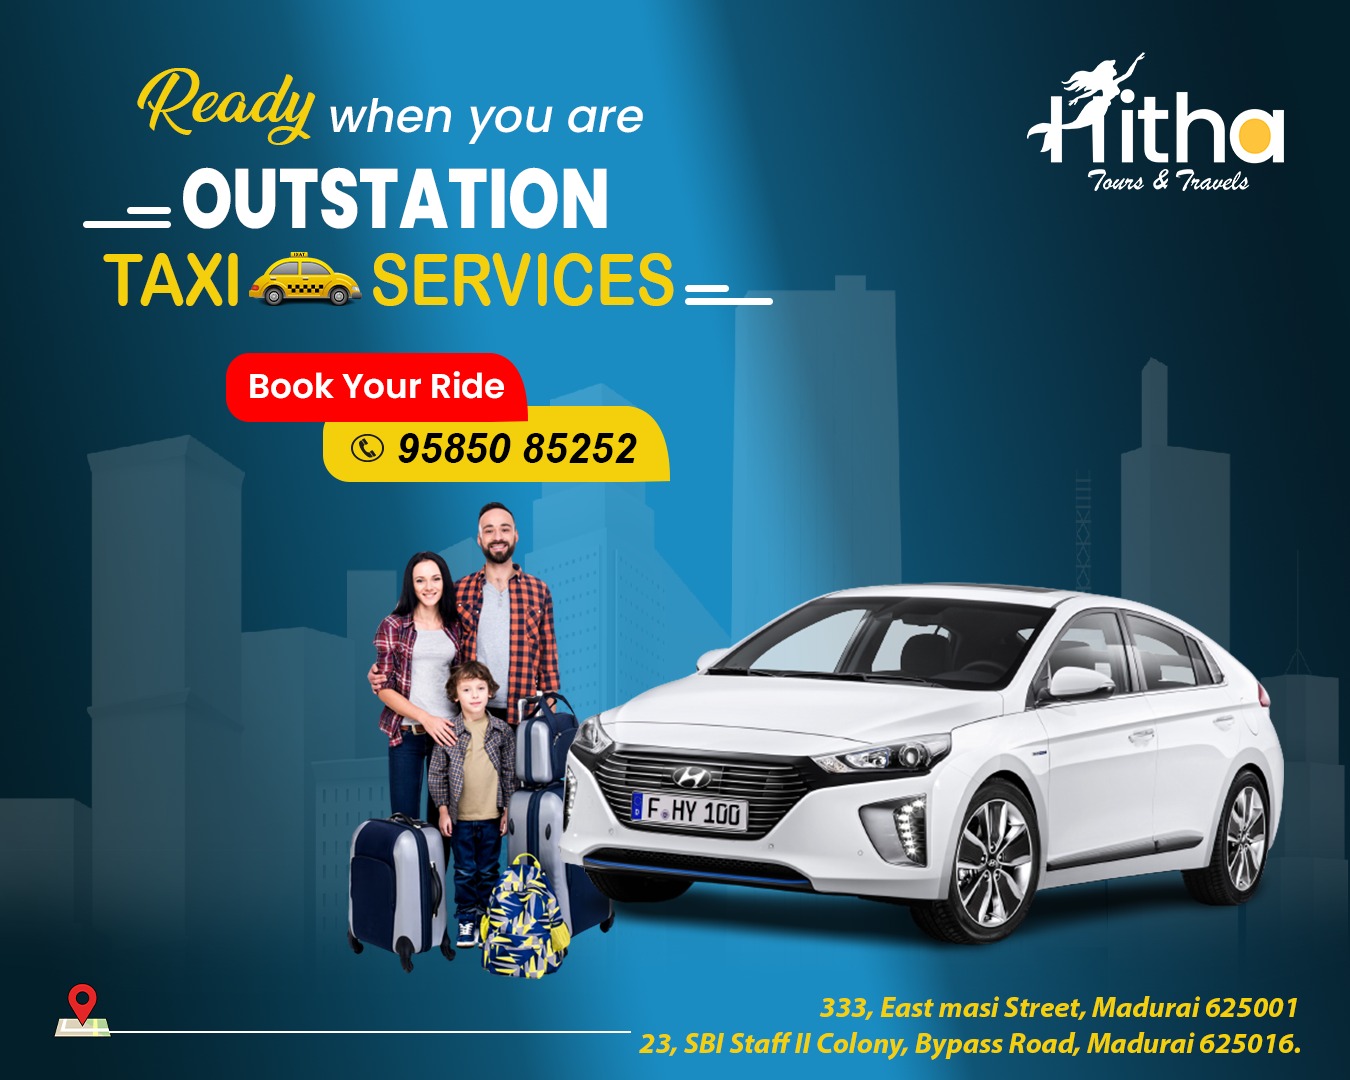 Ready when you are
OUTSTATION
TAXI SERVICES
Hitha
Tours & Travels
Book Your Ride
95850 85252
F HY 100
333, East masi Street, Madurai 625001
23, SBI Staff II Colony, Bypass Road, Madurai 625016.